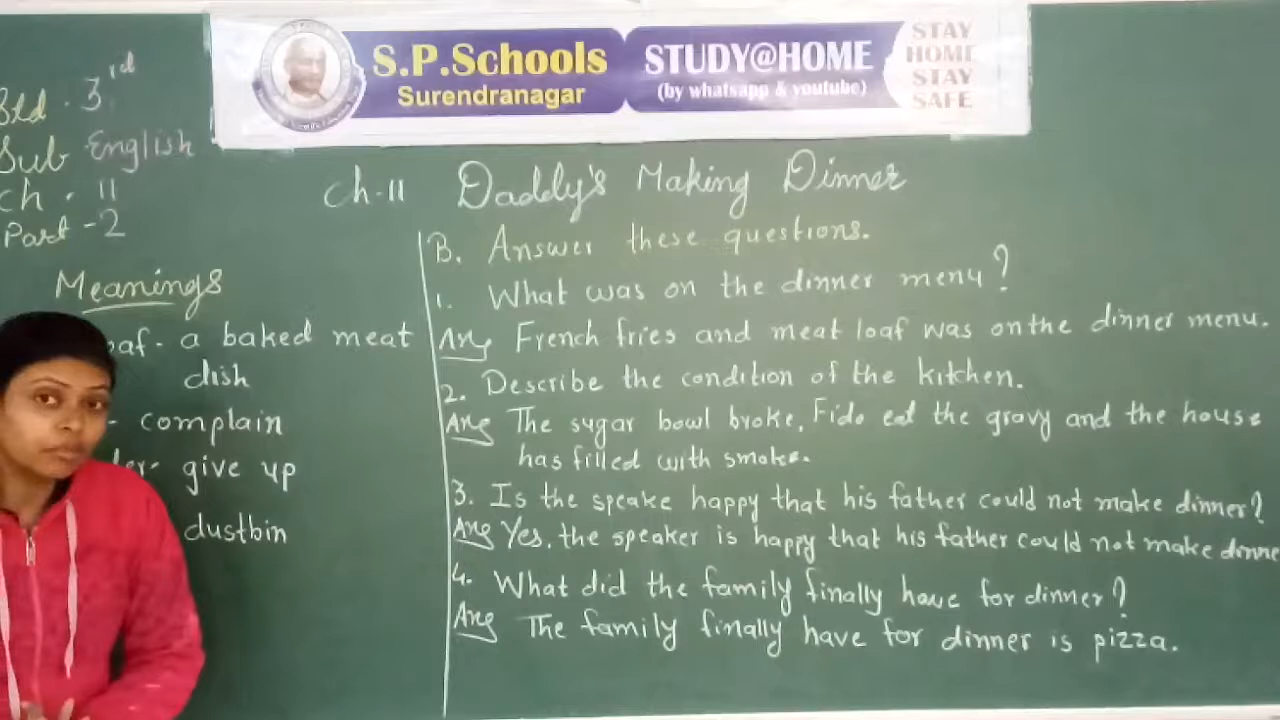 S.P.Schools
Surendranagar
STUDY@HOME
(by whatsapp & youtube)
STAY
HOME
STAY
SAFE
Std. 3rd
Sub English
Ch. 11
Part-2
Ch-11 Daddy's Making Dinner
Meanings
oaf- a baked meat
dish
- complain
der- give up
dustbin
B. Answer these questions.
1. What was on the dinner menu?
Ans French fries and meat loaf was on the dinner menu.
2. Describe the condition of the kitchen.
Ans The sugar bowl broke, Fido eat the gravy and the house
has filled with smoke.
3. Is the speake happy that his father could not make dinner?
Ans Yes, the speaker is happy that his father could not make dinne
4. What did the family finally have for dinner?
Ans The family finally have for dinner is pizza.